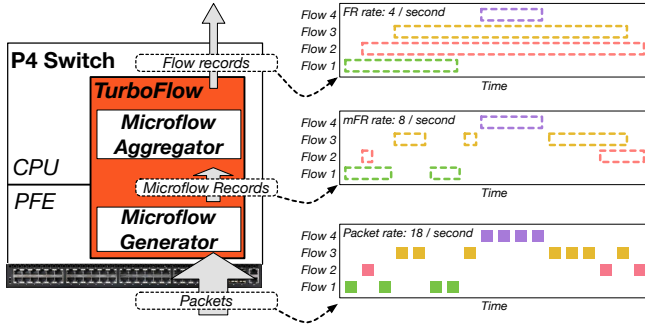 P4 Switch
Flow records
TurboFlow
Microflow
Aggregator
CPU
Microflow Records
PFE
Microflow
Generator
Packets
FR rate: 4 / second
Flow 4
Flow 3
Flow 2
Flow 1
Time
mFR rate: 8 / second
Flow 4
Flow 3
Flow 2
Flow 1
Time
Packet rate: 18 / second
Flow 4
Flow 3
Flow 2
Flow 1
Time